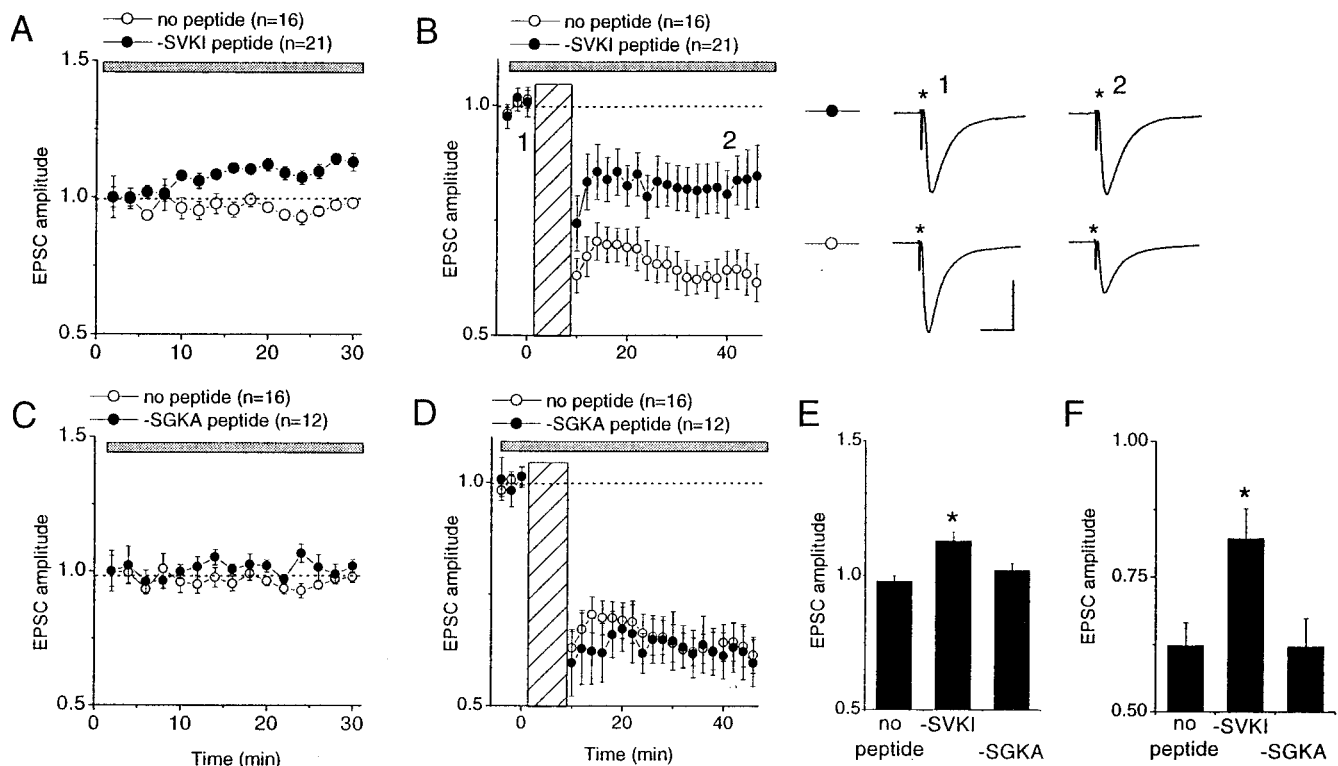 A
no peptide (n=16)
-SVKI peptide (n=21)
EPSC amplitude
1.5
1.0
0.5
0
10
20
30
B
no peptide (n=16)
-SVKI peptide (n=21)
EPSC amplitude
1.0
0.5
1
2
0
20
40
* 1
* 2
*
*
C
no peptide (n=16)
-SGKA peptide (n=12)
EPSC amplitude
1.5
1.0
0.5
0
10
20
30
Time (min)
D
no peptide (n=16)
-SGKA peptide (n=12)
EPSC amplitude
1.0
0.5
0
20
40
Time (min)
E
EPSC amplitude
1.5
1.0
0.5
*
no peptide
-SVKI
-SGKA
F
EPSC amplitude
1.00
0.75
0.50
*
no peptide
-SVKI
-SGKA